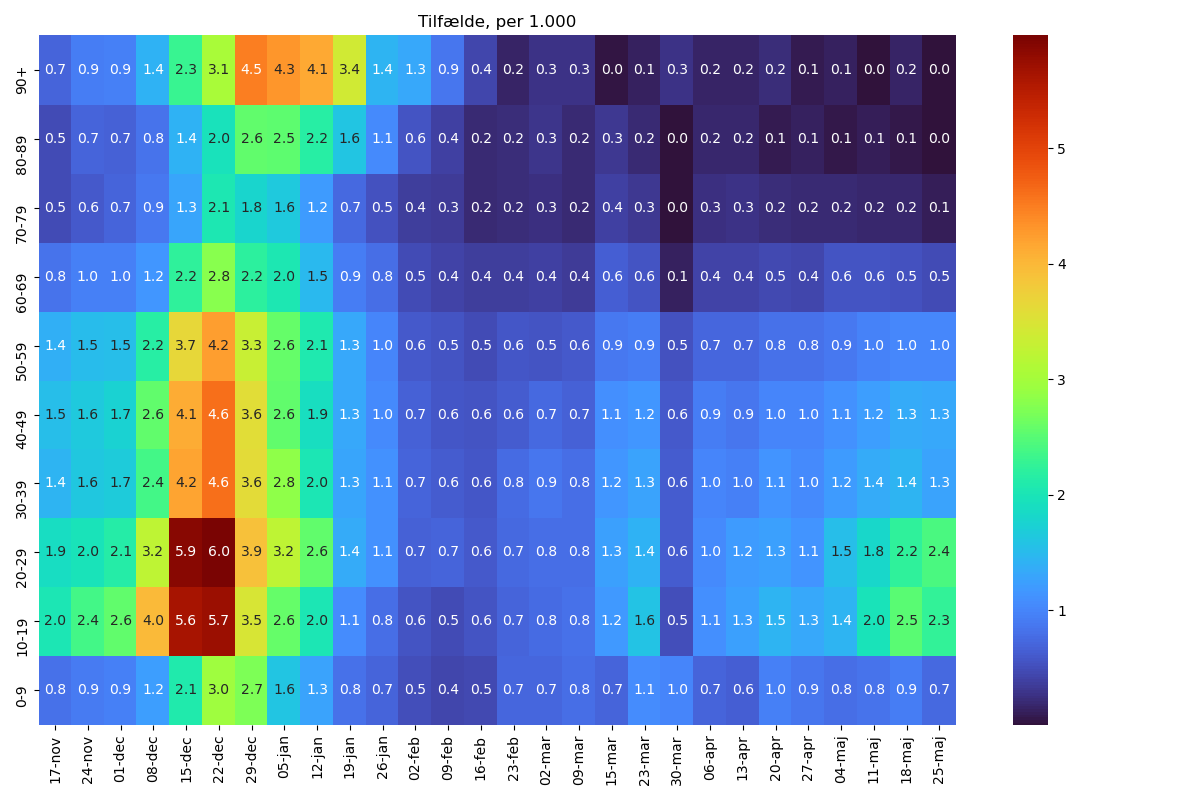 Tilfælde, per 1.000
90+ 0.7 0.9 0.9 1.4 2.3 3.1 4.5 4.3 4.1 3.4 1.4 1.3 0.9 0.4 0.2 0.3 0.3 0.0 0.1 0.3 0.2 0.2 0.2 0.1 0.1 0.0 0.2 0.0
80-89 0.5 0.7 0.7 0.8 1.4 2.0 2.6 2.5 2.2 1.6 1.1 0.6 0.4 0.2 0.2 0.3 0.2 0.3 0.2 0.0 0.2 0.2 0.1 0.1 0.1 0.1 0.1 0.0
70-79 0.5 0.6 0.7 0.9 1.3 2.1 1.8 1.6 1.2 0.7 0.5 0.4 0.3 0.2 0.2 0.3 0.2 0.4 0.3 0.0 0.3 0.3 0.2 0.2 0.2 0.2 0.2 0.1
60-69 0.8 1.0 1.0 1.2 2.2 2.8 2.2 2.0 1.5 0.9 0.8 0.5 0.4 0.4 0.4 0.4 0.4 0.6 0.6 0.1 0.4 0.4 0.5 0.4 0.6 0.6 0.5 0.5
50-59 1.4 1.5 1.5 2.2 3.7 4.2 3.3 2.6 2.1 1.3 1.0 0.6 0.5 0.5 0.6 0.5 0.6 0.9 0.9 0.5 0.7 0.7 0.8 0.8 0.9 1.0 1.0 1.0
40-49 1.5 1.6 1.7 2.6 4.1 4.6 3.6 2.6 1.9 1.3 1.0 0.7 0.6 0.6 0.6 0.7 0.7 1.1 1.2 0.6 0.9 0.9 1.0 1.0 1.1 1.2 1.3 1.3
30-39 1.4 1.6 1.7 2.4 4.2 4.6 3.6 2.8 2.0 1.3 1.1 0.7 0.6 0.6 0.8 0.9 0.8 1.2 1.3 0.6 1.0 1.0 1.1 1.0 1.2 1.4 1.4 1.3
20-29 1.9 2.0 2.1 3.2 5.9 6.0 3.9 3.2 2.6 1.4 1.1 0.7 0.7 0.6 0.7 0.8 0.8 1.3 1.4 0.6 1.0 1.2 1.3 1.1 1.5 1.8 2.2 2.4
10-19 2.0 2.4 2.6 4.0 5.6 5.7 3.5 2.6 2.0 1.1 0.8 0.6 0.5 0.6 0.7 0.8 0.8 1.2 1.6 0.5 1.1 1.3 1.5 1.3 1.4 2.0 2.5 2.3
0-9 0.8 0.9 0.9 1.2 2.1 3.0 2.7 1.6 1.3 0.8 0.7 0.5 0.4 0.5 0.7 0.7 0.8 0.7 1.1 1.0 0.7 0.6 1.0 0.9 0.8 0.8 0.9 0.7
17-nov 24-nov 01-dec 08-dec 15-dec 22-dec 29-dec 05-jan 12-jan 19-jan 26-jan 02-feb 09-feb 16-feb 23-feb 02-mar 09-mar 15-mar 23-mar 30-mar 06-apr 13-apr 20-apr 27-apr 04-maj 11-maj 18-maj 25-maj
5
4
3
2
1